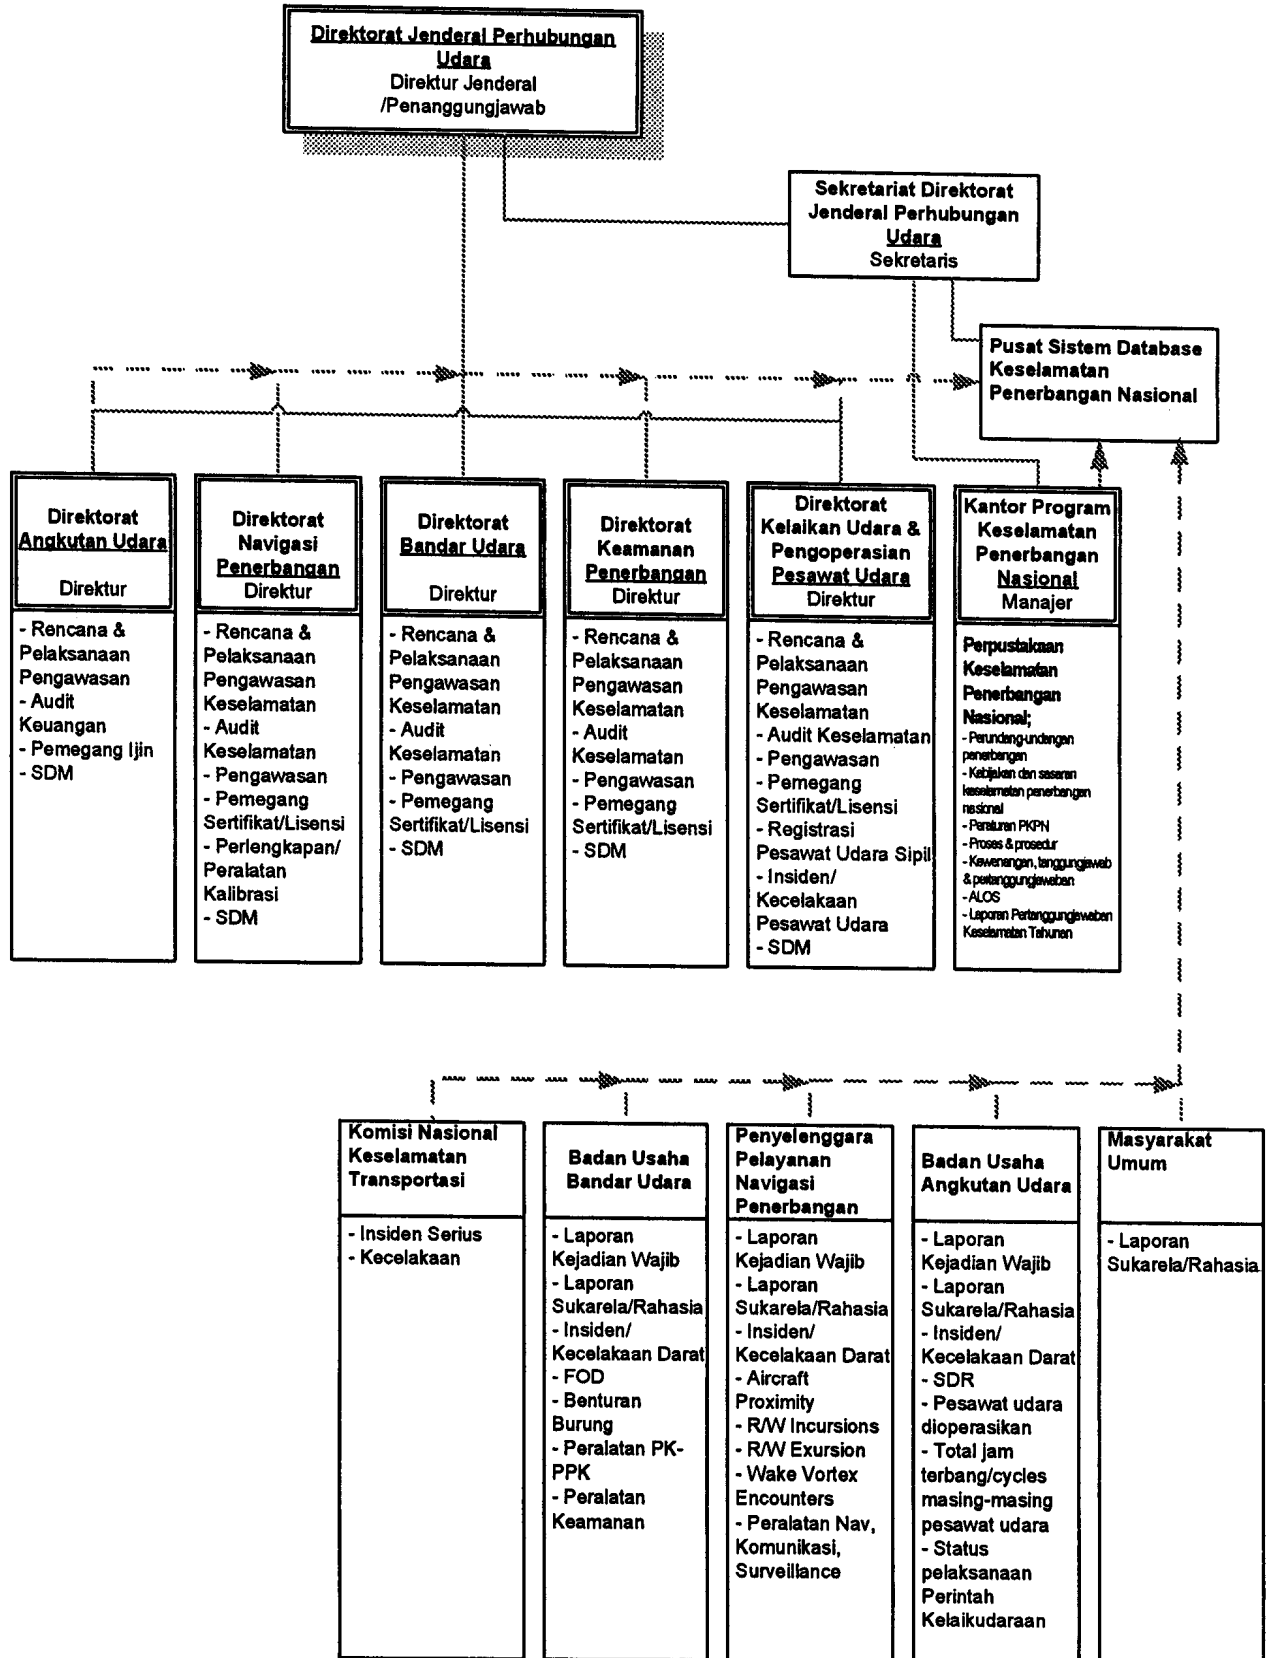 Direktorat Jenderal Perhubungan
Udara
Direktur Jenderal
/Penanggungjawab
Sekretariat Direktorat
Jenderal Perhubungan
Udara
Sekretaris
Pusat Sistem Database
Keselamatan
Penerbangan Nasional
Direktorat
Angkutan Udara
Direktur
- Rencana &
Pelaksanaan
Pengawasan
- Audit
Keuangan
- Pemegang Ijin
- SDM
Direktorat
Navigasi
Penerbangan
Direktur
- Rencana &
Pelaksanaan
Pengawasan
Keselamatan
- Audit
Keselamatan
- Pengawasan
- Pemegang
Sertifikat/Lisensi
- Perlengkapan/
Peralatan
Kalibrasi
- SDM
Direktorat
Bandar Udara
Direktur
- Rencana &
Pelaksanaan
Pengawasan
Keselamatan
- Audit
Keselamatan
- Pengawasan
- Pemegang
Sertifikat/Lisensi
- SDM
Direktorat
Keamanan
Penerbangan
Direktur
- Rencana &
Pelaksanaan
Pengawasan
Keselamatan
- Audit
Keselamatan
- Pengawasan
- Pemegang
Sertifikat/Lisensi
- SDM
Direktorat
Kelaikan Udara &
Pengoperasian
Pesawat Udara
Direktur
- Rencana &
Pelaksanaan
Pengawasan
Keselamatan
- Audit Keselamatan
- Pengawasan
- Pemegang
Sertifikat/Lisensi
- Registrasi
Pesawat Udara Sipil
- Insiden/
Kecelakaan
Pesawat Udara
- SDM
Kantor Program
Keselamatan
Penerbangan
Nasional
Manajer
Perpustakaan
Keselamatan
Penerbangan
Nasional;
- Perundang-undangan
penerbangan
- Kebijakan dan sasaran
keselamatan penerbangan
nasional
- Peraturan PKPN
- Proses & prosedur
- Kewenangan, tanggungjawab
& pertanggungjawaban
- ALOS
- Laporan Pertanggungjawaban
Keselamatan Tahunan
Komisi Nasional
Keselamatan
Transportasi
- Insiden Serius
- Kecelakaan
Badan Usaha
Bandar Udara
- Laporan
Kejadian Wajib
- Laporan
Sukarela/Rahasia
- Insiden/
Kecelakaan Darat
- FOD
- Benturan
Burung
- Peralatan PK-
PPK
- Peralatan
Keamanan
Penyelenggara
Pelayanan
Navigasi
Penerbangan
- Laporan
Kejadian Wajib
- Laporan
Sukarela/Rahasia
- Insiden/
Kecelakaan Darat
- Aircraft
Proximity
- R/W Incursions
- R/W Exursion
- Wake Vortex
Encounters
- Peralatan Nav,
Komunikasi,
Surveillance
Badan Usaha
Angkutan Udara
- Laporan
Kejadian Wajib
- Laporan
Sukarela/Rahasia
- Insiden/
Kecelakaan Darat
- SDR
- Pesawat udara
dioperasikan
- Total jam
terbang/cycles
masing-masing
pesawat udara
- Status
pelaksanaan
Perintah
Kelaikudaraan
Masyarakat
Umum
- Laporan
Sukarela/Rahasia